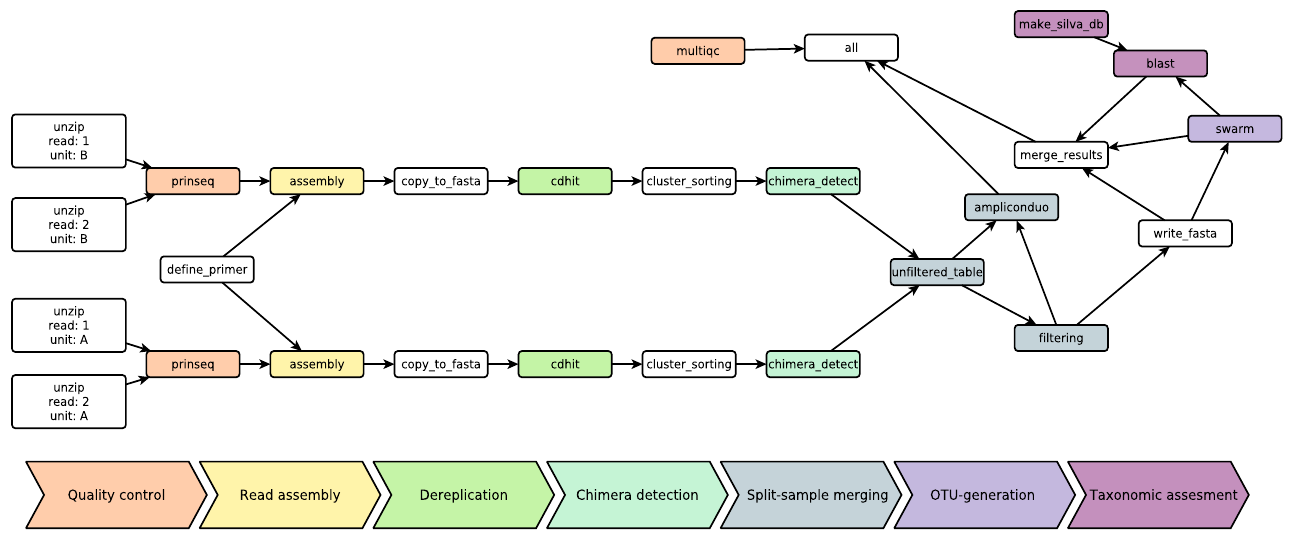 make_silva_db
multiqc
all
blast
unzip
read: 1
unit: B
swarm
merge_results
prinseq
assembly
copy_to_fasta
cdhit
cluster_sorting
chimera_detect
unzip
read: 2
unit: B
ampliconduo
write_fasta
define_primer
unfiltered_table
unzip
read: 1
unit: A
filtering
prinseq
assembly
copy_to_fasta
cdhit
cluster_sorting
chimera_detect
unzip
read: 2
unit: A
Quality control
Read assembly
Dereplication
Chimera detection
Split-sample merging
OTU-generation
Taxonomic assesment